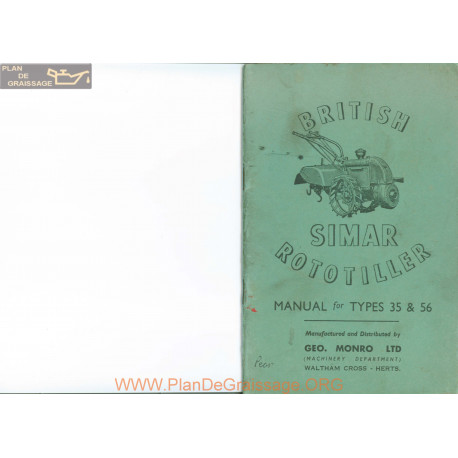 PLAN
DE
GRAISSAGE
BRITISH
SIMAR
ROTOTILLER
MANUAL for TYPES 35 & 56
Manufactured and Distributed by
GEO. MONRO LTD
(MACHINERY DEPARTMENT)
WALTHAM CROSS - HERTS.
www.PlanDeGraissage.ORG